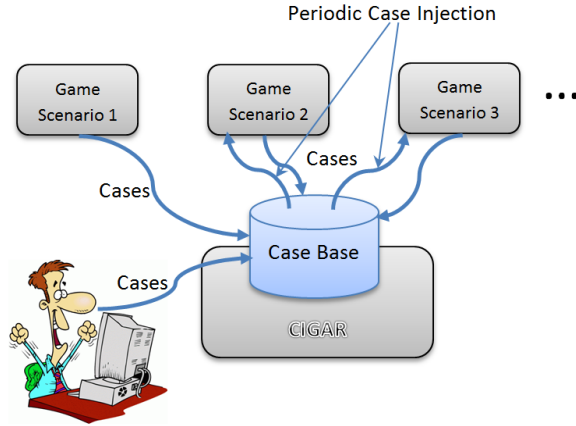 Periodic Case Injection
Game
Scenario 1
Game
Scenario 2
Game
Scenario 3
...
Cases
Cases
Case Base
Cases
CIGAR